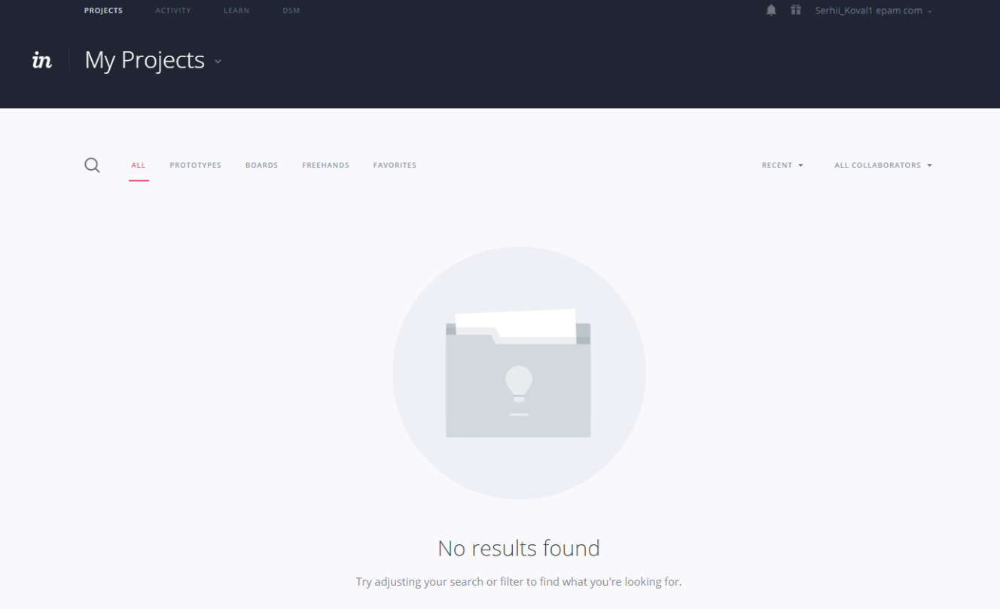 PROJECTS ACTIVITY LEARN DSM Serhii_Koval1 epam com
in My Projects
ALL PROTOTYPES BOARDS FREEHANDS FAVORITES RECENT ALL COLLABORATORS
No results found
Try adjusting your search or filter to find what you're looking for.